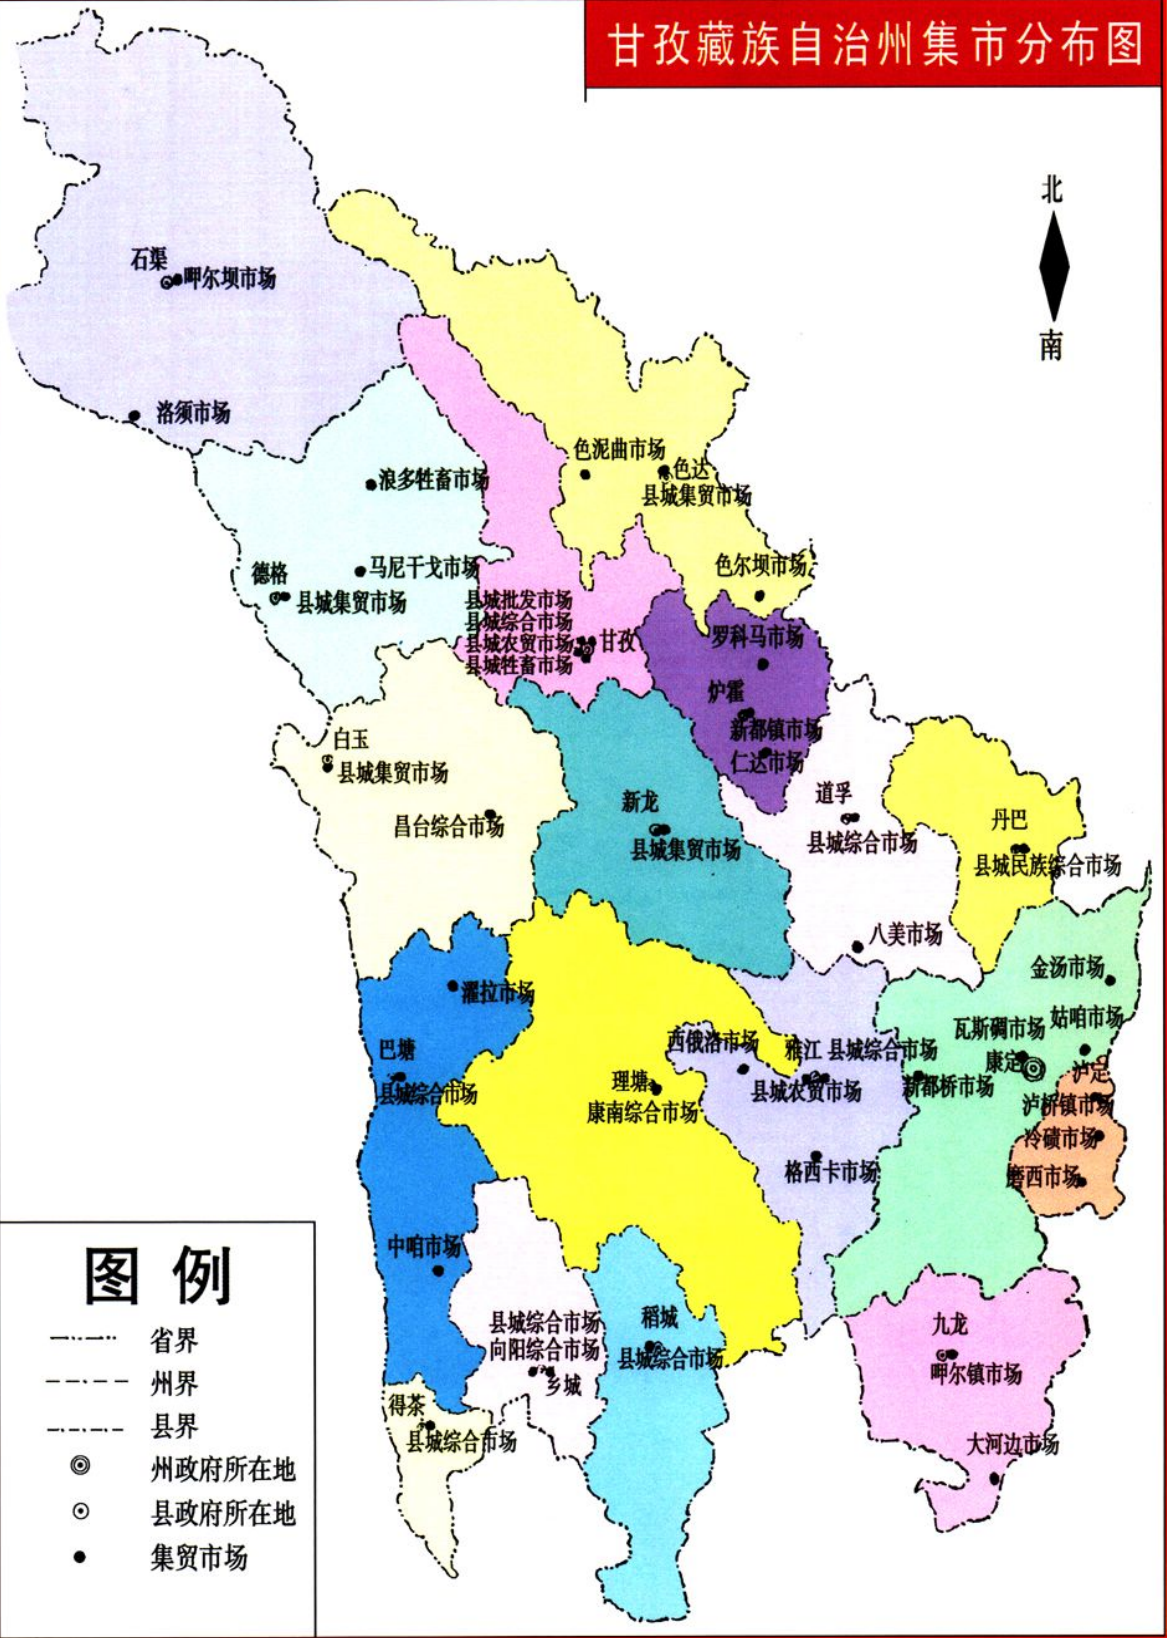 甘孜藏族自治州集市分布图
北
南
石渠
呷尔坝市场
洛须市场
色泥曲市场
色达
县城集贸市场
浪多牲畜市场
马尼干戈市场
德格
县城集贸市场
色尔坝市场
县城批发市场
县城综合市场
县城农贸市场
县城牲畜市场
甘孜
罗科马市场
炉霍
新都镇市场
仁达市场
白玉
县城集贸市场
昌台综合市场
新龙
县城集贸市场
道孚
县城综合市场
丹巴
县城民族综合市场
八美市场
金汤市场
濯拉市场
姑咱市场
瓦斯碉市场
康定
西俄洛市场
雅江
县城综合市场
县城农贸市场
新都桥市场
泸定
泸桥镇市场
冷碛市场
磨西市场
巴塘
县城综合市场
理塘
康南综合市场
格西卡市场
中咱市场
县城综合市场
向阳综合市场
乡城
稻城
县城综合市场
九龙
呷尔镇市场
得荼
县城综合市场
大河边市场
图例
省界
州界
县界
州政府所在地
县政府所在地
集贸市场